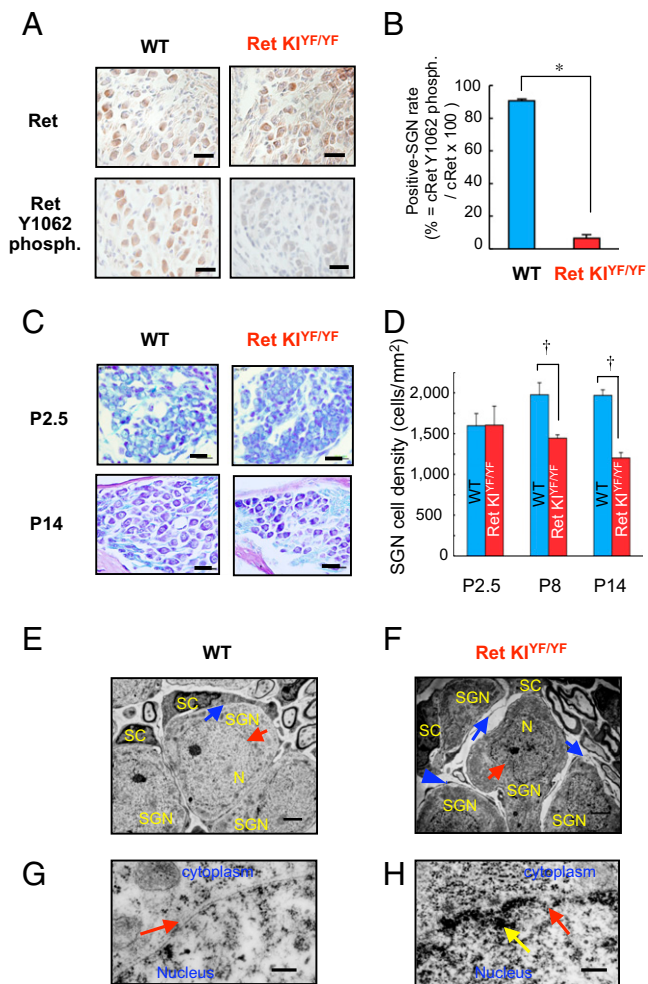 A
WT
Ret KI^YF/YF
Ret
Ret
Y1062
phosph.
B
Positive-SGN rate
(% = cRet Y1062 phosph.
/ cRet x 100 )
100
80
60
40
20
0
*
WT
Ret KI^YF/YF
C
WT
Ret KI^YF/YF
P2.5
P14
D
SGN cell density (cells/mm²)
2,000
1,500
1,000
500
0
†
†
WT
Ret KI^YF/YF
WT
Ret KI^YF/YF
WT
Ret KI^YF/YF
P2.5
P8
P14
E
WT
SC
SGN
SC
N
SGN
SGN
F
Ret KI^YF/YF
SC
SGN
SC
N
SGN
SGN
SGN
G
cytoplasm
Nucleus
H
cytoplasm
Nucleus